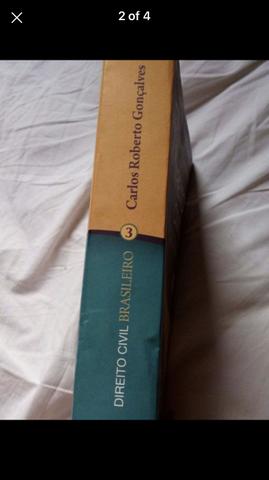 2 of 4
Carlos Roberto Gonçalves
3
DIREITO CIVIL BRASILEIRO